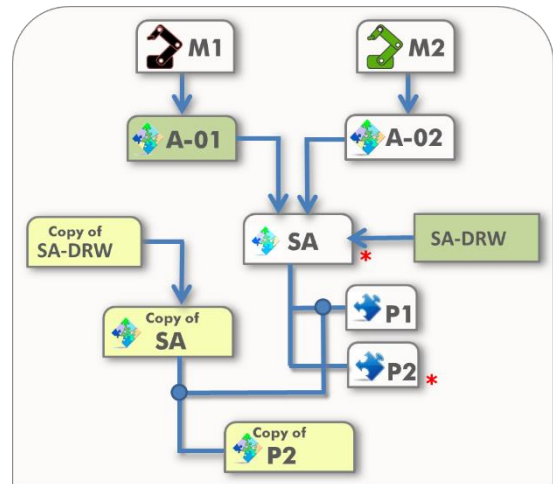 M1
M2
A-01
A-02
Copy of
SA-DRW
SA
*
SA-DRW
Copy of
SA
P1
P2
*
Copy of
P2